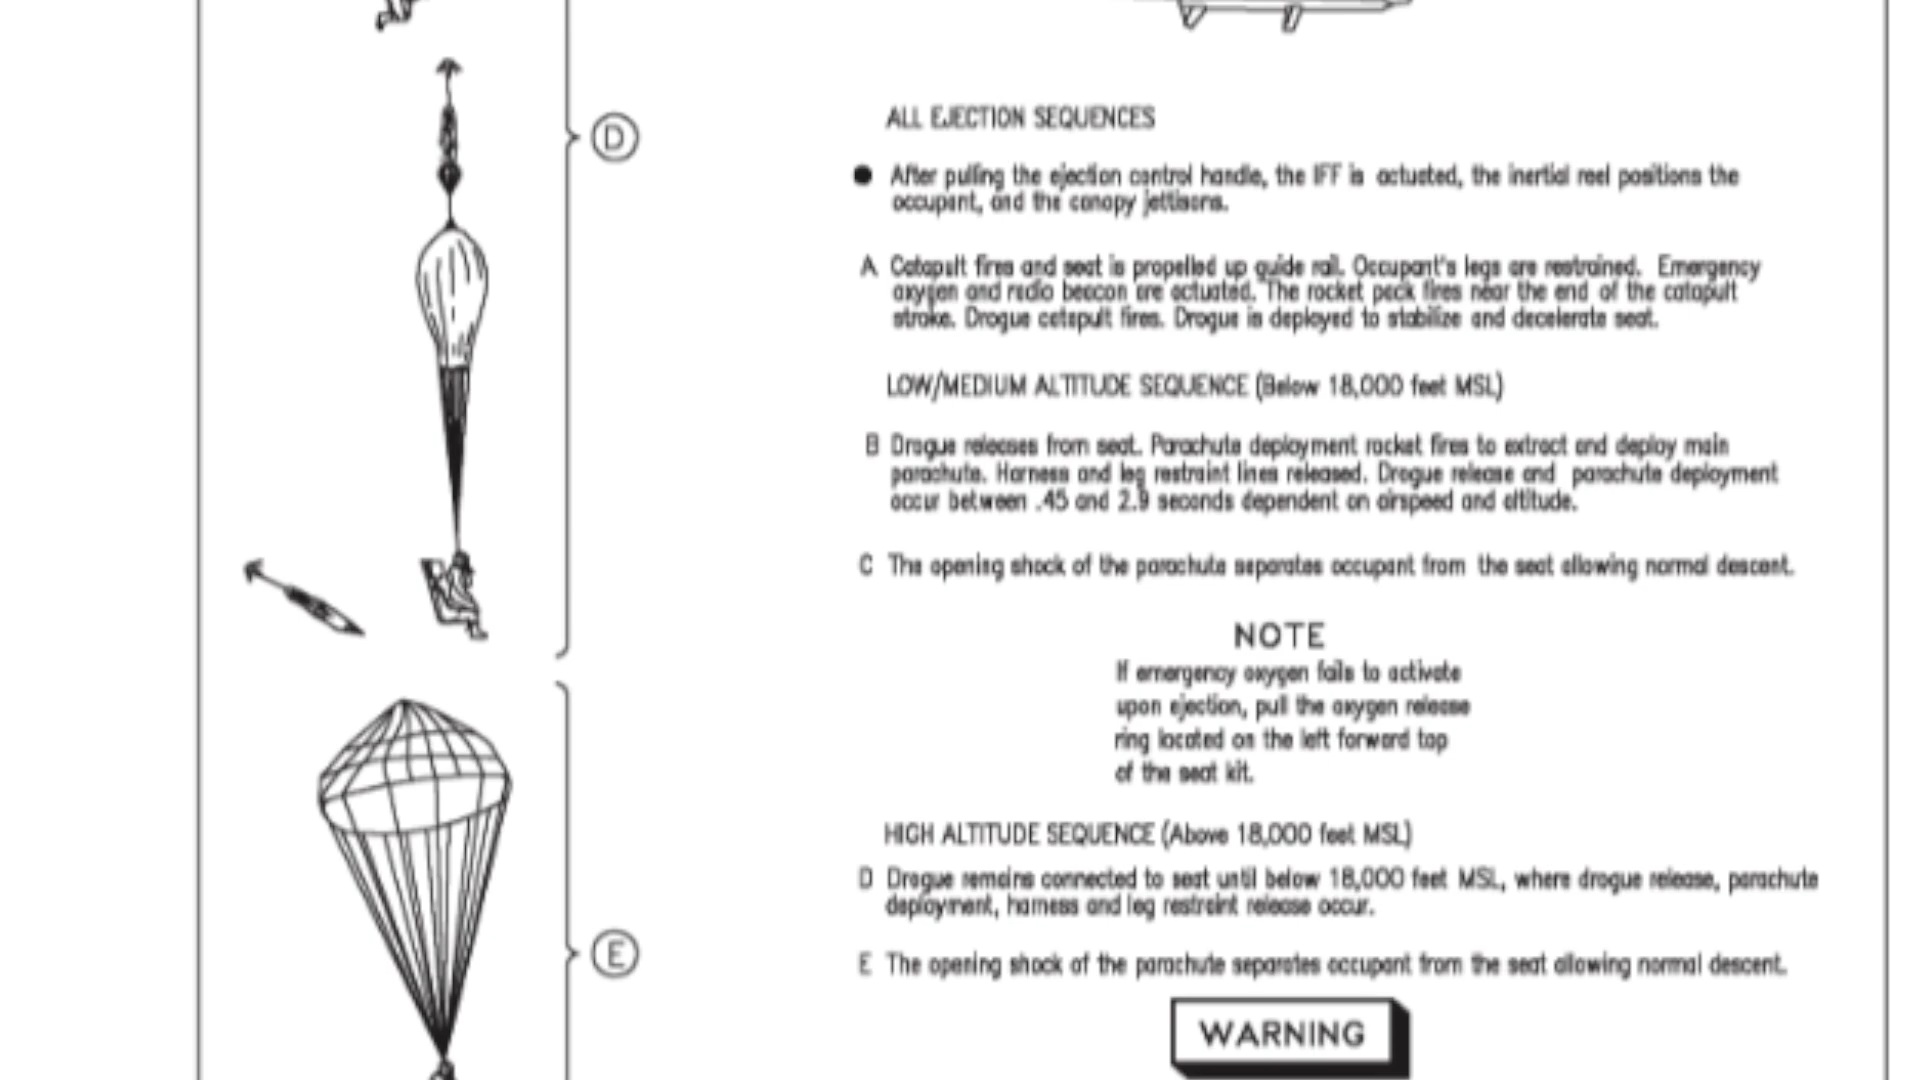 D
ALL EJECTION SEQUENCES
● After pulling the ejection control handle, the IFF is actuated, the inertial reel positions the
occupant, and the canopy jettisons.
A Catapult fires and seat is propelled up guide rail. Occupant's legs are restrained. Emergency
oxygen and radio beacon are actuated. The rocket pack fires near the end of the catapult
stroke. Drogue catapult fires. Drogue is deployed to stabilize and decelerate seat.
LOW/MEDIUM ALTITUDE SEQUENCE (Below 18,000 feet MSL)
B Drogue releases from seat. Parachute deployment rocket fires to extract and deploy main
parachute. Harness and leg restraint lines released. Drogue release and parachute deployment
occur between .45 and 2.9 seconds dependent on airspeed and altitude.
C The opening shock of the parachute separates occupant from the seat allowing normal descent.
NOTE
If emergency oxygen fails to activate
upon ejection, pull the oxygen release
ring located on the left forward top
of the seat kit.
HIGH ALTITUDE SEQUENCE (Above 18,000 feet MSL)
D Drogue remains connected to seat until below 18,000 feet MSL, where drogue release, parachute
deployment, harness and leg restraint release occur.
E
E The opening shock of the parachute separates occupant from the seat allowing normal descent.
WARNING